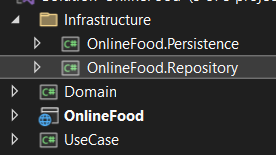 Infrastructure
C# OnlineFood.Persistence
C# OnlineFood.Repository
C# Domain
OnlineFood
C# UseCase